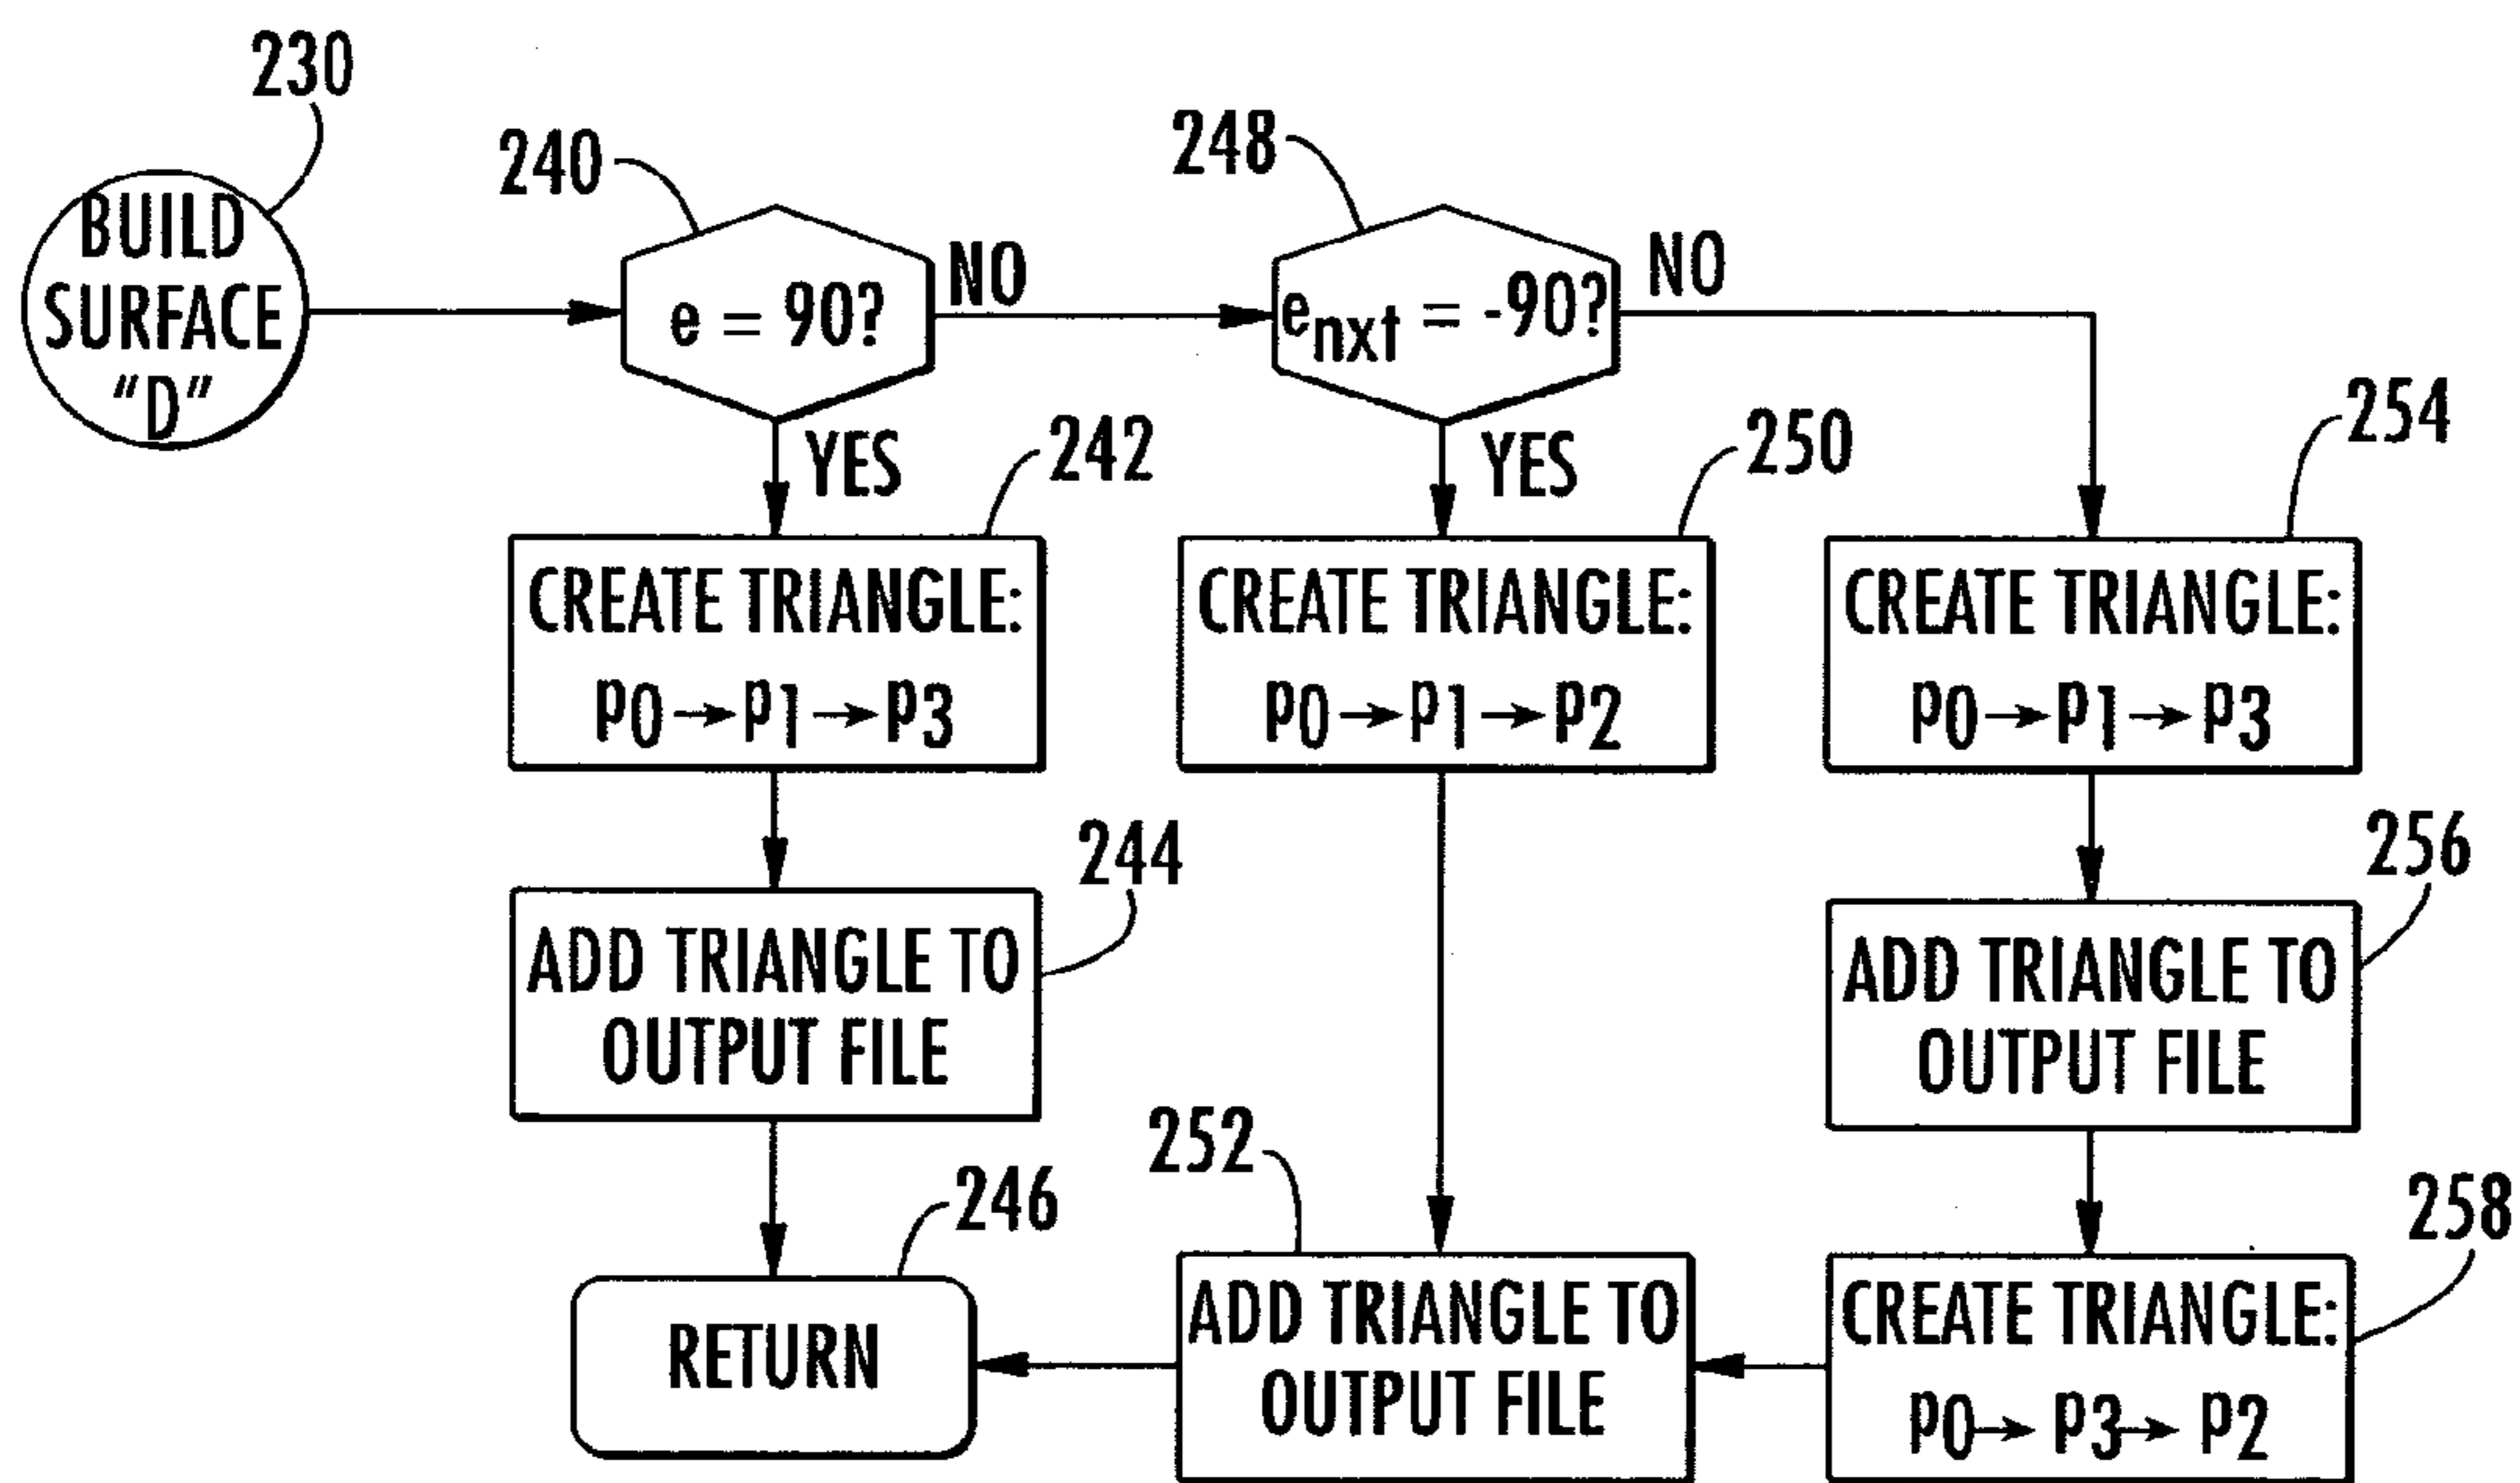 230
BUILD
SURFACE
"D"
240
e = 90?
NO
YES
248
enxt = -90?
NO
YES
242
CREATE TRIANGLE:
P0→P1→P3
250
CREATE TRIANGLE:
P0→P1→P2
254
CREATE TRIANGLE:
P0→P1→P3
244
ADD TRIANGLE TO
OUTPUT FILE
256
ADD TRIANGLE TO
OUTPUT FILE
246
RETURN
252
ADD TRIANGLE TO
OUTPUT FILE
258
CREATE TRIANGLE:
P0→P3→P2